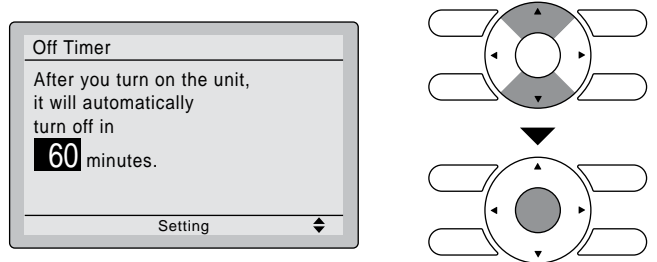 Off Timer
After you turn on the unit,
it will automatically
turn off in
60 minutes.
Setting